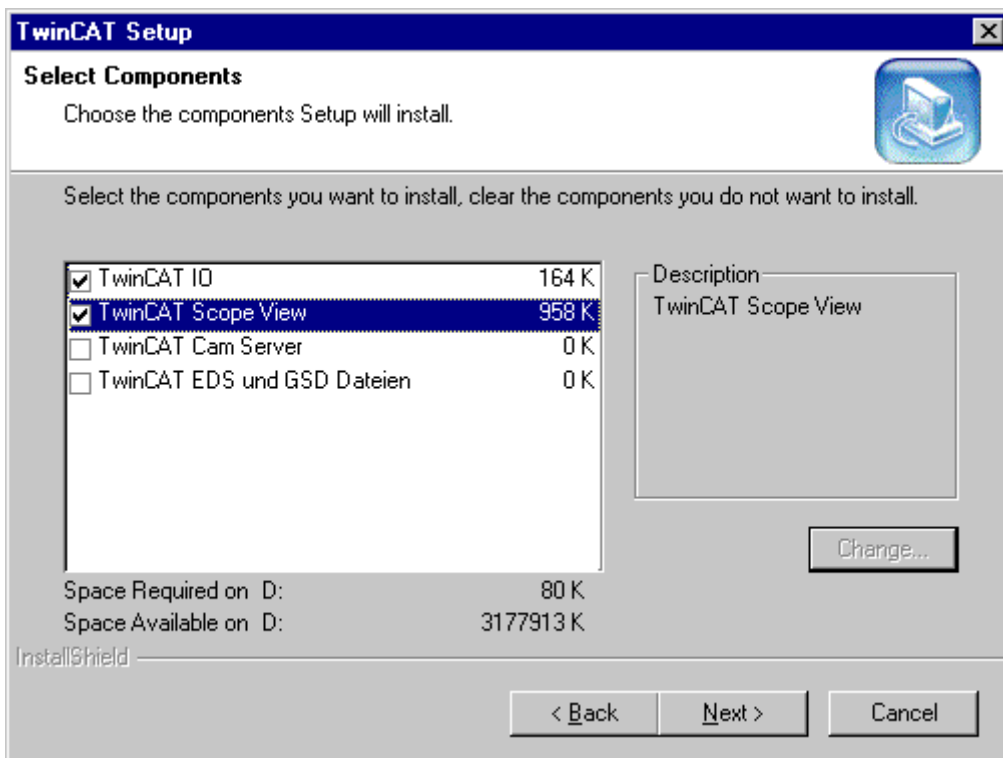 TwinCAT Setup
Select Components
Choose the components Setup will install.
Select the components you want to install, clear the components you do not want to install.
TwinCAT IO 164 K
TwinCAT Scope View 958 K
TwinCAT Cam Server 0 K
TwinCAT EDS und GSD Dateien 0 K
Description
TwinCAT Scope View
Change...
Space Required on D: 80 K
Space Available on D: 3177913 K
InstallShield
< Back Next > Cancel